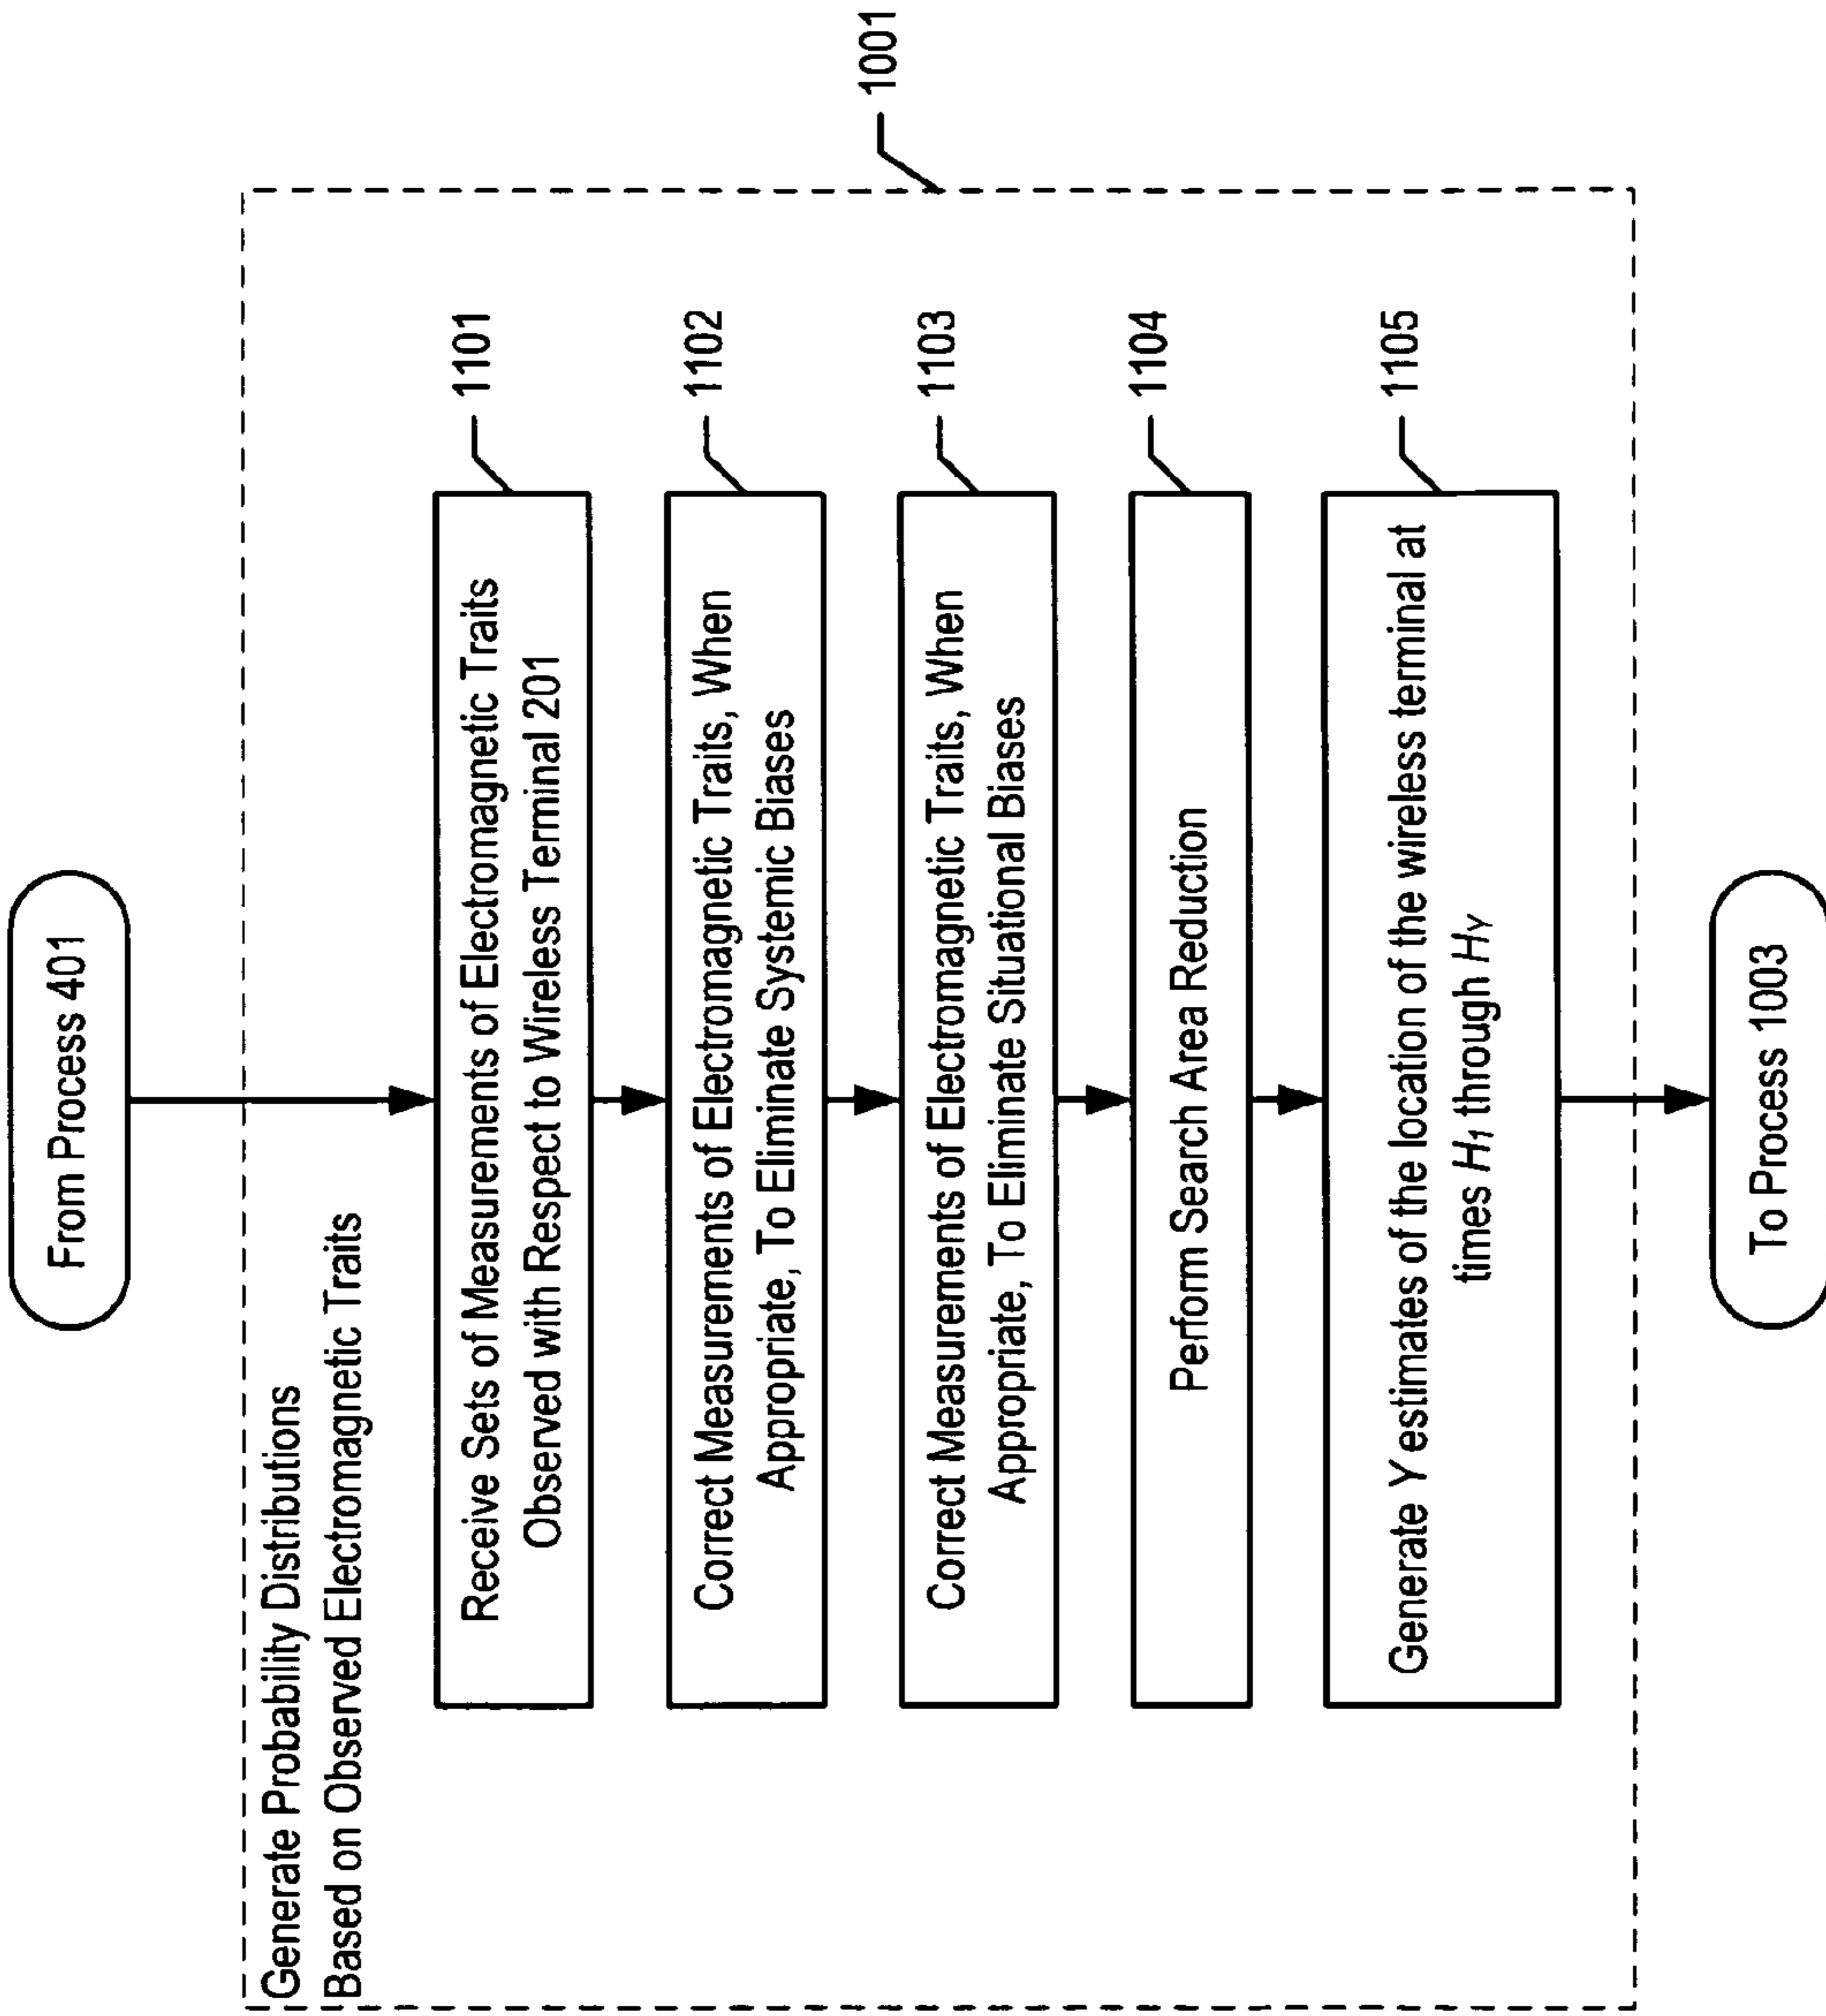 From Process 401
Generate Probability Distributions
Based on Observed Electromagnetic Traits
1001
Receive Sets of Measurements of Electromagnetic Traits
Observed with Respect to Wireless Terminal 201
1101
Correct Measurements of Electromagnetic Traits, When
Appropriate, To Eliminate Systemic Biases
1102
Correct Measurements of Electromagnetic Traits, When
Appropriate, To Eliminate Situational Biases
1103
Perform Search Area Reduction
1104
Generate Y estimates of the location of the wireless terminal at
times H1 through HY
1105
To Process 1003